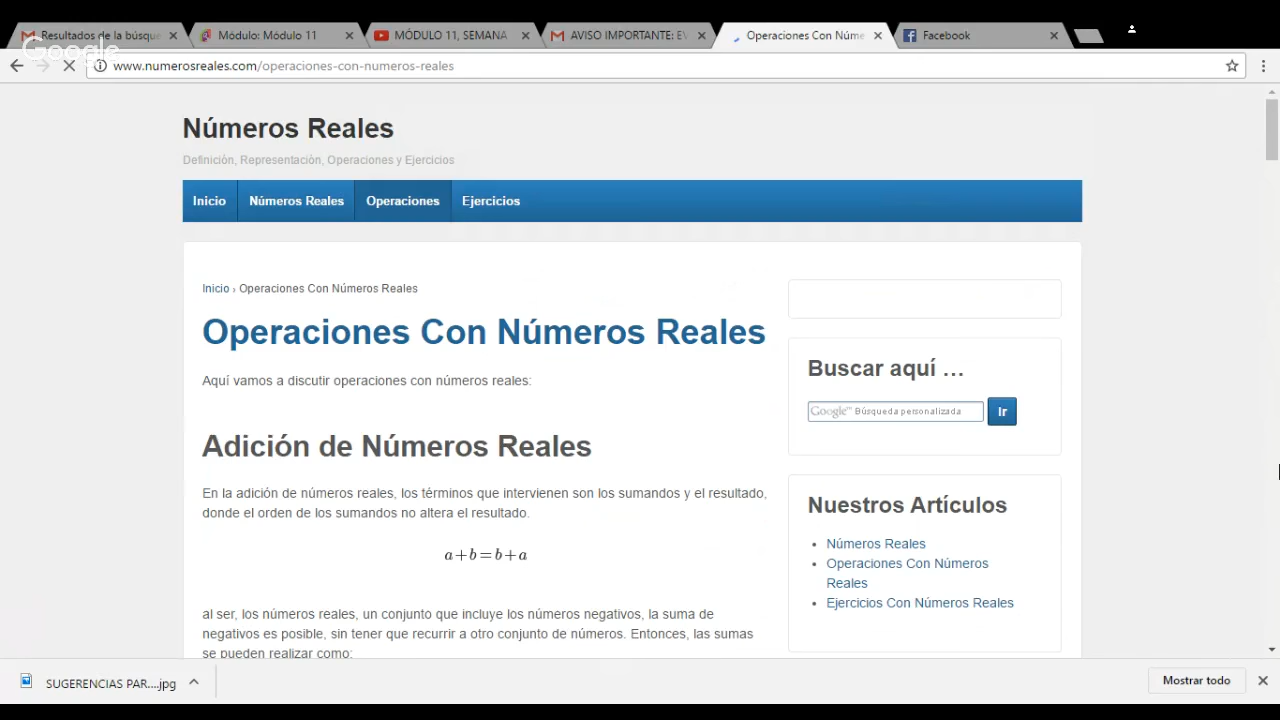 Resultados de la búsque
Módulo: Módulo 11
MÓDULO 11, SEMANA
AVISO IMPORTANTE: E
Operaciones Con Núme
Facebook
Google
www.numerosreales.com/operaciones-con-numeros-reales
Números Reales
Definición, Representación, Operaciones y Ejercicios
Inicio
Números Reales
Operaciones
Ejercicios
Inicio › Operaciones Con Números Reales
Operaciones Con Números Reales
Aquí vamos a discutir operaciones con números reales:
Adición de Números Reales
En la adición de números reales, los términos que intervienen son los sumandos y el resultado,
donde el orden de los sumandos no altera el resultado.
a+b=b+a
al ser, los números reales, un conjunto que incluye los números negativos, la suma de
negativos es posible, sin tener que recurrir a otro conjunto de números. Entonces, las sumas
se pueden realizar como:
Buscar aquí ...
Google™ Búsqueda personalizada
Ir
Nuestros Artículos
• Números Reales
• Operaciones Con Números
Reales
• Ejercicios Con Números Reales
SUGERENCIAS PAR....jpg
Mostrar todo